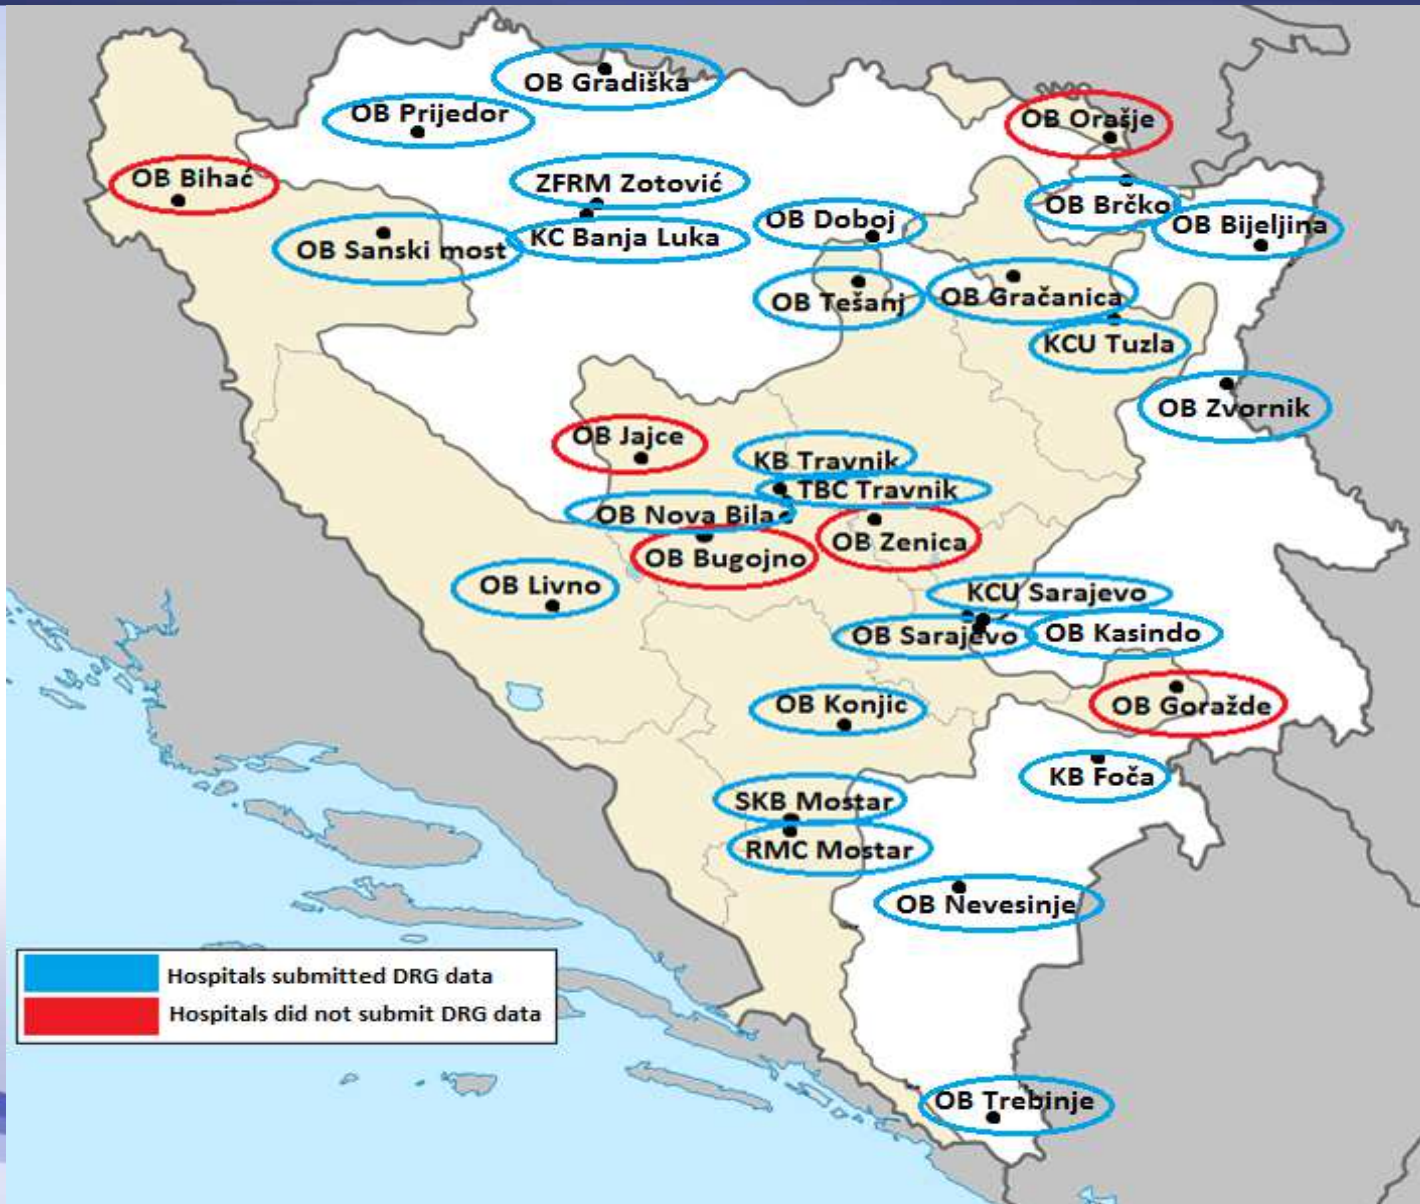 OB Gradiška
OB Prijedor
OB Orašje
OB Bihać
ZFRM Zotović
OB Brčko
OB Doboj
OB Bijeljina
KC Banja Luka
OB Sanski most
OB Tešanj
OB Gračanica
KCU Tuzla
OB Zvornik
OB Jajce
KB Travnik
TBC Travnik
OB Nova Bila
OB Zenica
OB Bugojno
OB Livno
KCU Sarajevo
OB Sarajevo
OB Kasindo
OB Konjic
OB Goražde
KB Foča
SKB Mostar
RMC Mostar
OB Nevesinje
Hospitals submitted DRG data
Hospitals did not submit DRG data
OB Trebinje